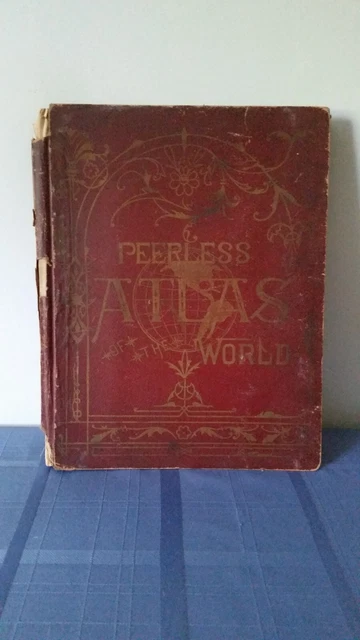 PEERLESS
ATLAS
OF THE
WORLD